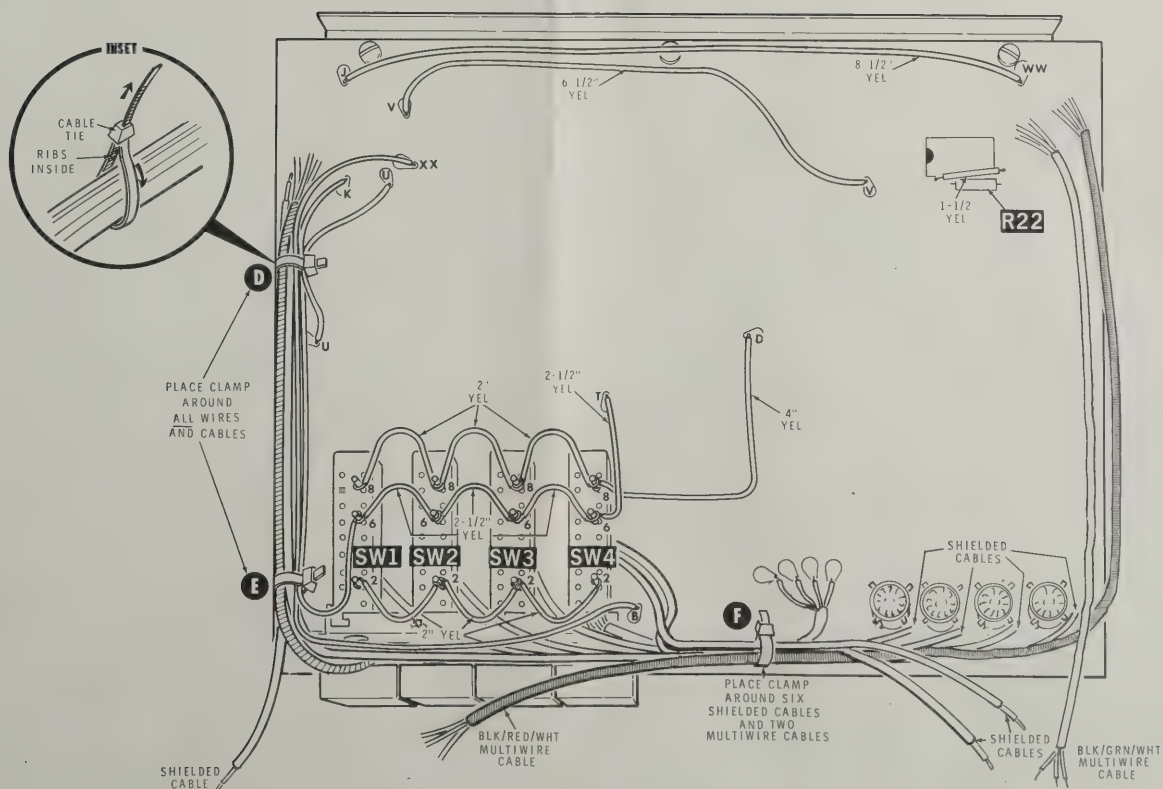 INSET
CABLE
TIE
RIBS
INSIDE
J
8 1/2"
YEL
WW
6 1/2"
YEL
V
XX
U
K
V
1-1/2
YEL
R22
D
U
PLACE CLAMP
AROUND
ALL WIRES
AND CABLES
D
2"
YEL
2-1/2"
YEL
T
4"
YEL
8
8
8
8
6
6
6
6
2-1/2"
YEL
SW1
SW2
SW3
SW4
2
2
2
2
2" YEL
B
E
F
SHIELDED
CABLES
PLACE CLAMP
AROUND SIX
SHIELDED CABLES
AND TWO
MULTIWIRE CABLES
BLK/RED/WHT
MULTIWIRE
CABLE
SHIELDED
CABLES
BLK/GRN/WHT
MULTIWIRE
CABLE
SHIELDED
CABLE